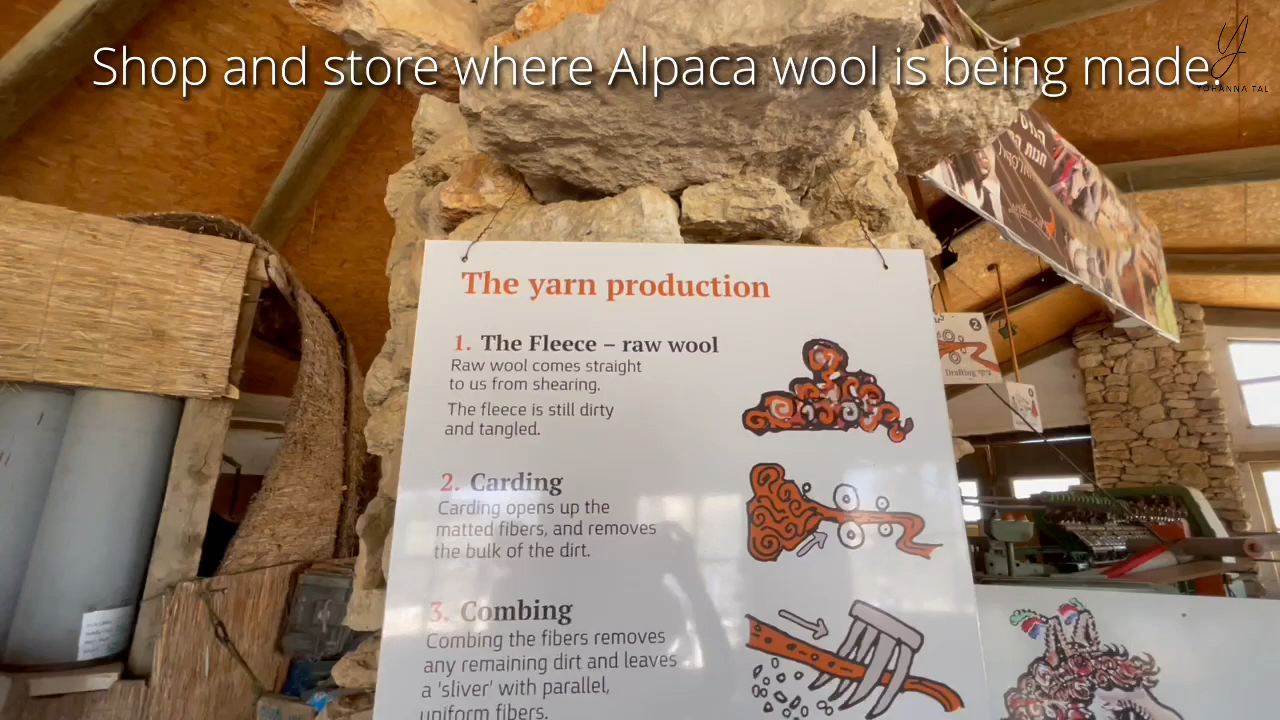 Shop and store where Alpaca wool is being made.
YOHANNA TAL
The yarn production
1. The Fleece – raw wool
Raw wool comes straight
to us from shearing.
The fleece is still dirty
and tangled.
2. Carding
Carding opens up the
matted fibers, and removes
the bulk of the dirt.
3. Combing
Combing the fibers removes
any remaining dirt and leaves
a 'sliver' with parallel,
uniform fibers.
2
Drafting